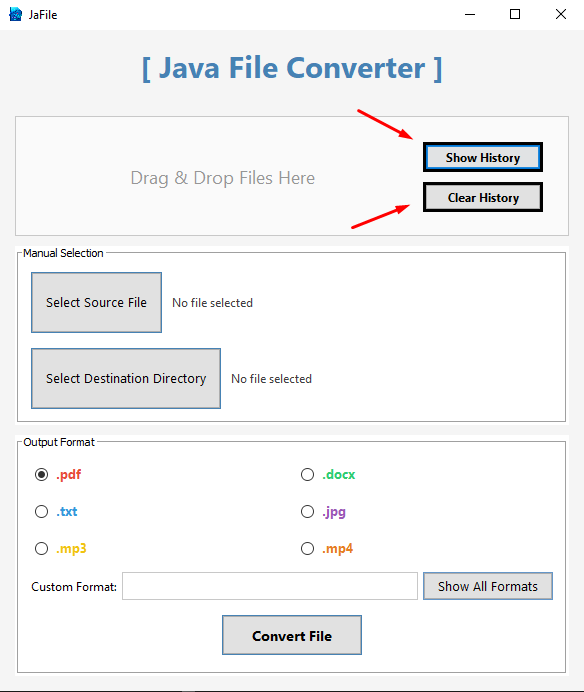 JaFile
[ Java File Converter ]
Drag & Drop Files Here
Show History
Clear History
Manual Selection
Select Source File No file selected
Select Destination Directory No file selected
Output Format
.pdf .docx
.txt .jpg
.mp3 .mp4
Custom Format: Show All Formats
Convert File